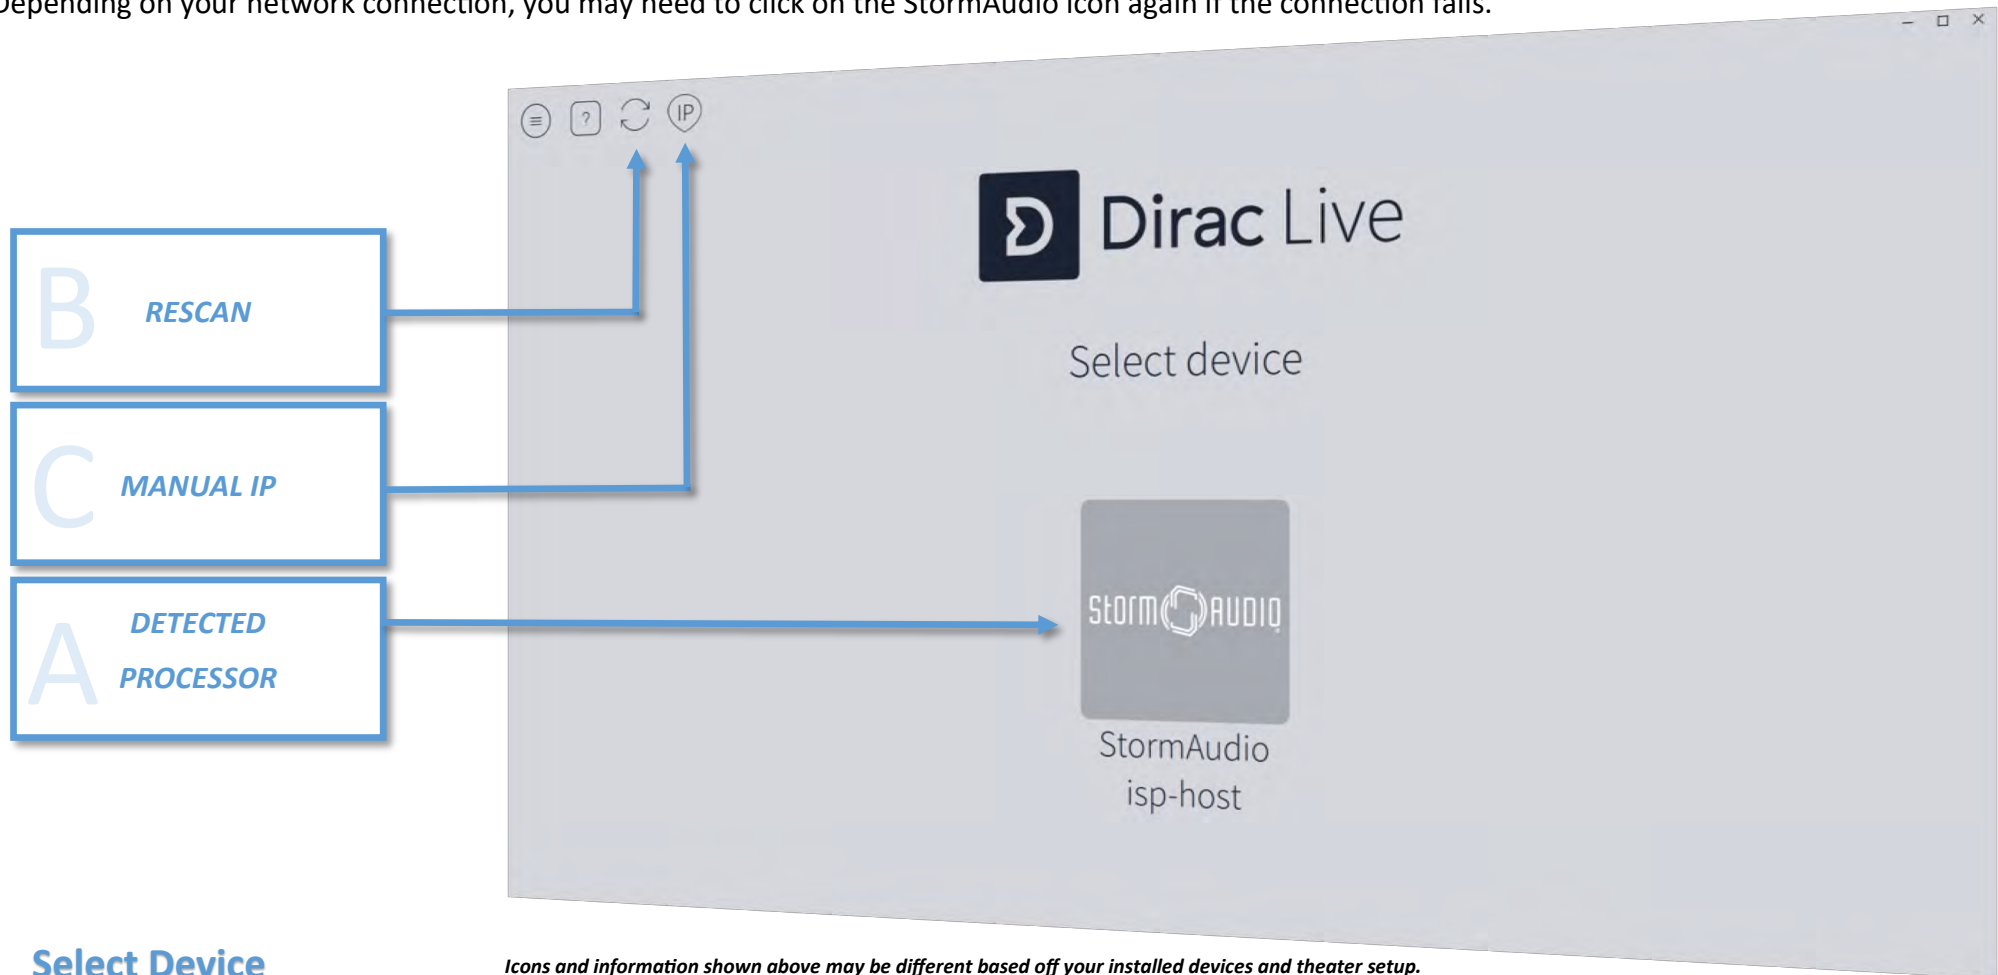 Depending on your network connection, you may need to click on the StormAudio icon again if the connection fails.
? IP
Dirac Live
B RESCAN
Select device
C MANUAL IP
A DETECTED
PROCESSOR
StormAUDIO
StormAudio
isp-host
Select Device
Icons and information shown above may be different based off your installed devices and theater setup.